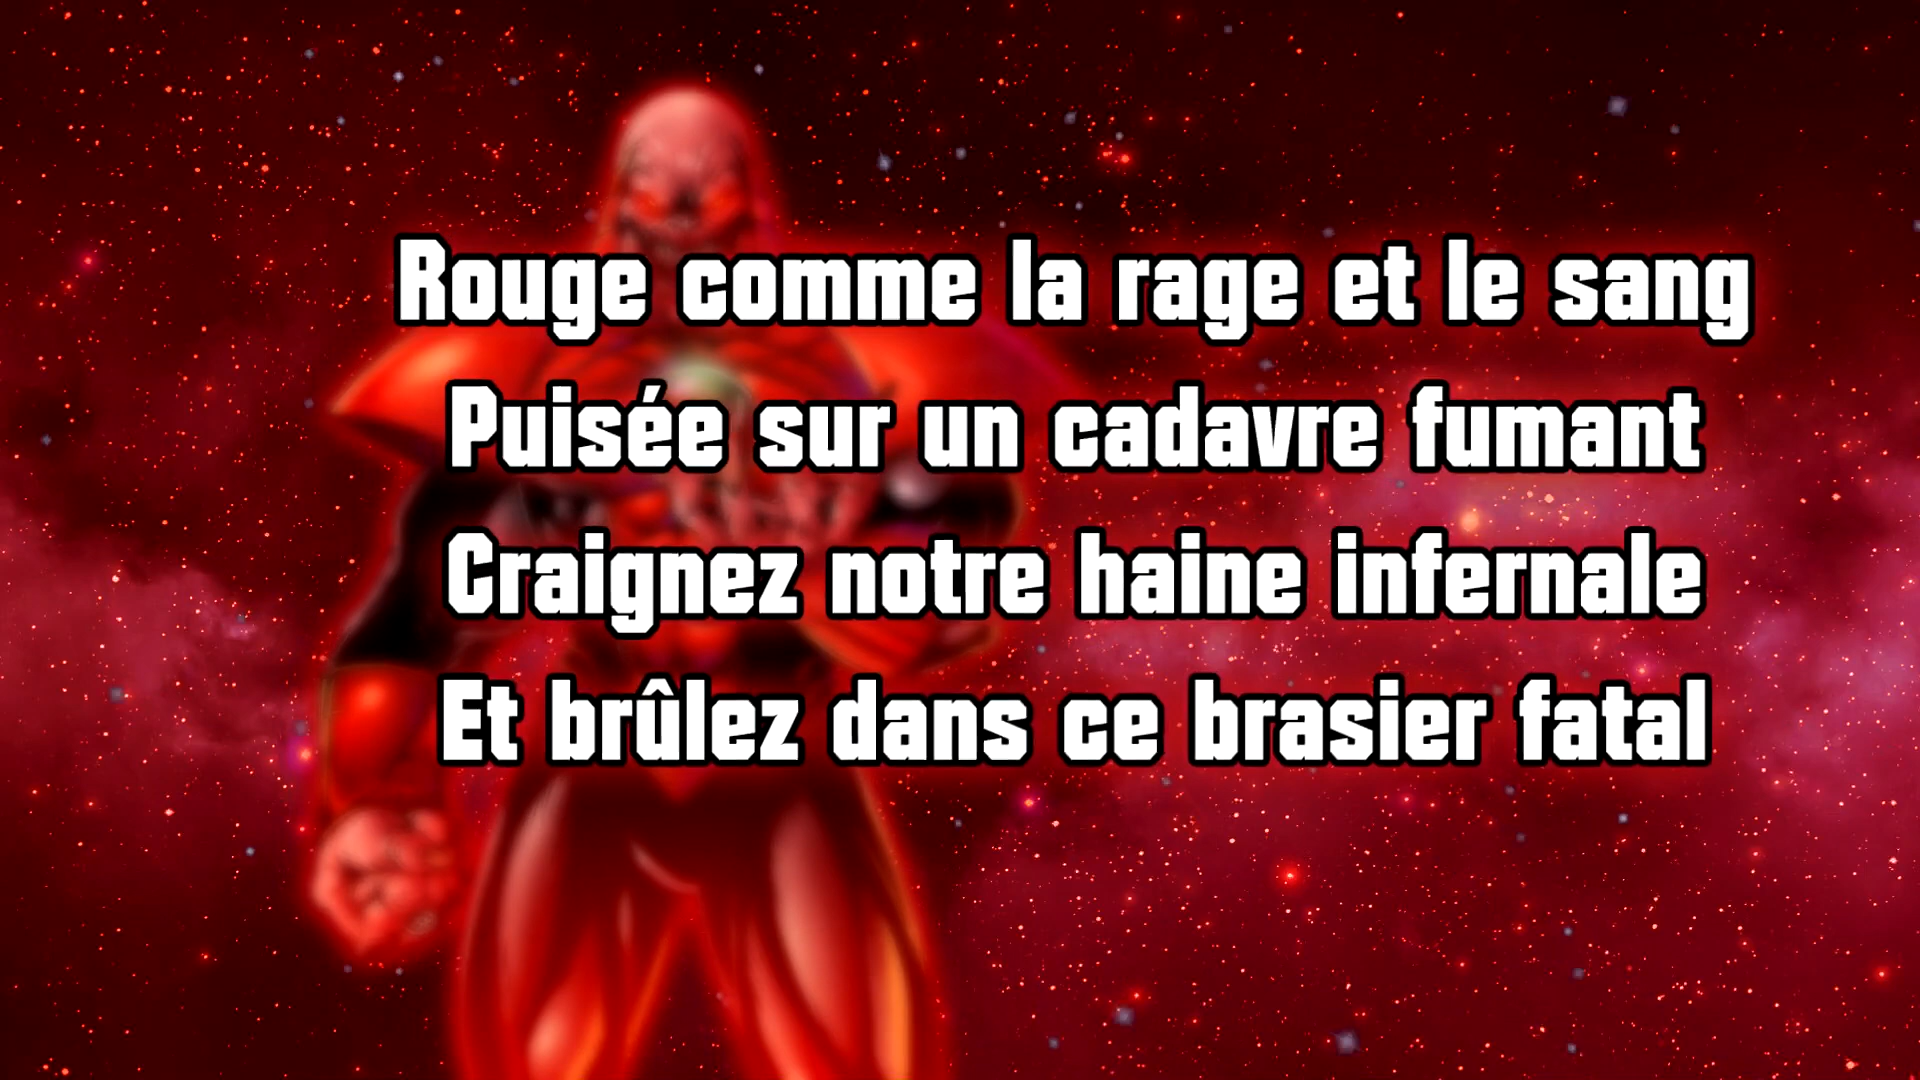 Rouge comme la rage et le sang
Puisée sur un cadavre fumant
Craignez notre haine infernale
Et brûlez dans ce brasier fatal